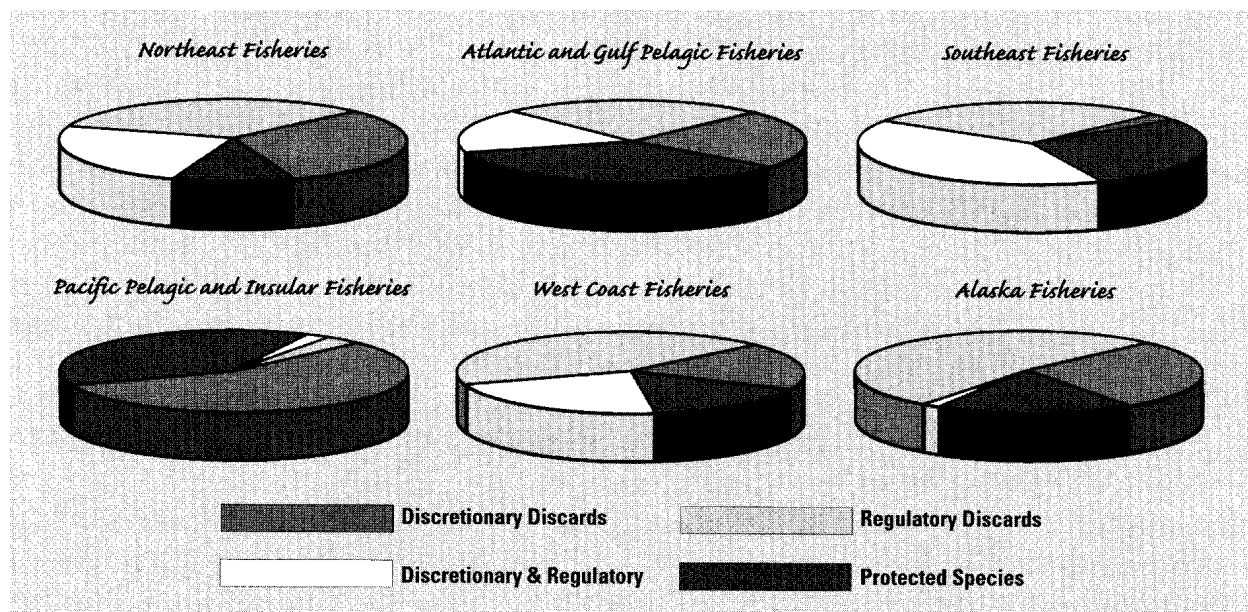 Northeast Fisheries
Atlantic and Gulf Pelagic Fisheries
Southeast Fisheries
Pacific Pelagic and Insular Fisheries
West Coast Fisheries
Alaska Fisheries
Discretionary Discards
Regulatory Discards
Discretionary & Regulatory
Protected Species